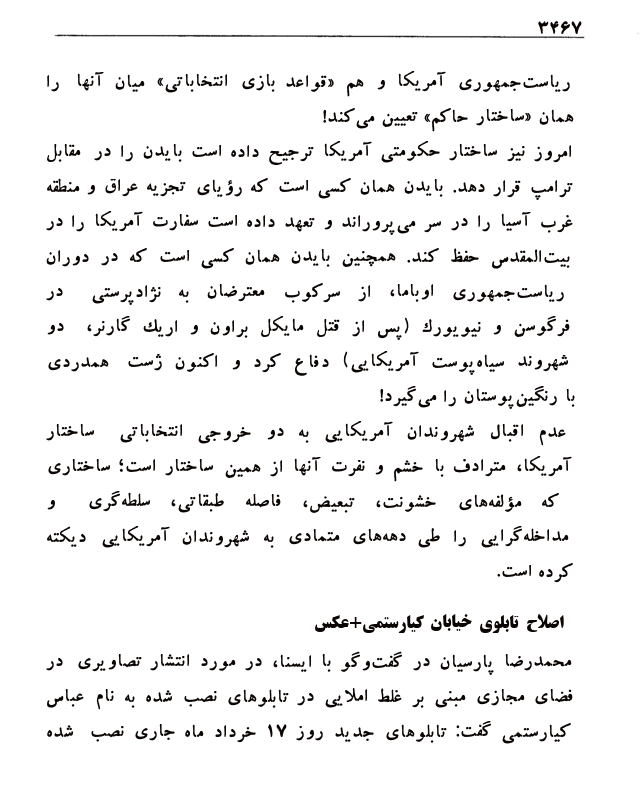 ۳۴۶۷
ریاست‌جمهوری آمریکا و هم «قواعد بازی انتخاباتی» میان آنها را
همان «ساختار حاکم» تعیین می‌کند!
امروز نیز ساختار حکومتی آمریکا ترجیح داده است بایدن را در مقابل
ترامپ قرار دهد. بایدن همان کسی است که رؤیای تجزیه عراق و منطقه
غرب آسیا را در سر می‌پروراند و تعهد داده است سفارت آمریکا را در
بیت‌المقدس حفظ کند. همچنین بایدن همان کسی است که در دوران
ریاست‌جمهوری اوباما، از سرکوب معترضان به نژادپرستی در
فرگوسن و نیویورك (پس از قتل مایکل براون و اریك گارنر، دو
شهروند سیاه‌پوست آمریکایی) دفاع کرد و اکنون ژست همدردی
با رنگین‌پوستان را می‌گیرد!
عدم اقبال شهروندان آمریکایی به دو خروجی انتخاباتی ساختار
آمریکا، مترادف با خشم و نفرت آنها از همین ساختار است؛ ساختاری
که مؤلفه‌های خشونت، تبعیض، فاصله طبقاتی، سلطه‌گری و
مداخله‌گرایی را طی دهه‌های متمادی به شهروندان آمریکایی دیکته
کرده است.
اصلاح تابلوی خیابان کیارستمی+عکس
محمدرضا پارسیان در گفت‌وگو با ایسنا، در مورد انتشار تصاویری در
فضای مجازی مبنی بر غلط املایی در تابلوهای نصب شده به نام عباس
کیارستمی گفت: تابلوهای جدید روز ۱۷ خرداد ماه جاری نصب شده